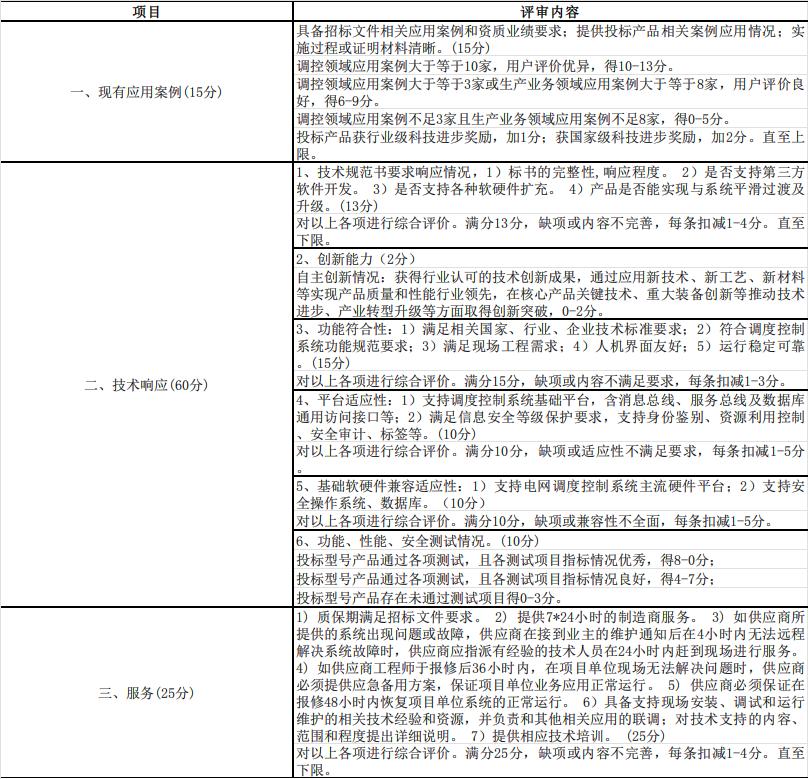 项目
评审内容
一、现有应用案例(15分)
具备招标文件相关应用案例和资质业绩要求；提供投标产品相关案例应用情况；实
施过程或证明材料清晰。(15分)
调控领域应用案例大于等于10家，用户评价优异，得10-13分。
调控领域应用案例大于等于3家或生产业务领域应用案例大于等于8家，用户评价良
好，得6-9分。
调控领域应用案例不足3家且生产业务领域应用案例不足8家，得0-5分。
投标产品获行业级科技进步奖励，加1分；获国家级科技进步奖励，加2分。直至上
限。
二、技术响应(60分)
1、技术规范书要求响应情况，1）标书的完整性,响应程度。 2）是否支持第三方
软件开发。 3）是否支持各种软硬件扩充。 4）产品是否能实现与系统平滑过渡及
升级。(13分)
对以上各项进行综合评价。满分13分，缺项或内容不完善，每条扣减1-4分。直至
下限。
2、创新能力（2分）
自主创新情况：获得行业认可的技术创新成果，通过应用新技术、新工艺、新材料
等实现产品质量和性能行业领先，在核心产品关键技术、重大装备创新等推动技术
进步、产业转型升级等方面取得创新突破，0-2分。
3、功能符合性：1）满足相关国家、行业、企业技术标准要求；2）符合调度控制
系统功能规范要求；3）满足现场工程需求；4）人机界面友好；5）运行稳定可靠
。(15分)
对以上各项进行综合评价。满分15分，缺项或内容不满足要求，每条扣减1-3分。
4、平台适应性：1）支持调度控制系统基础平台，含消息总线、服务总线及数据库
通用访问接口等；2）满足信息安全等级保护要求，支持身份鉴别、资源利用控制
、安全审计、标签等。(10分)
对以上各项进行综合评价。满分10分，缺项或适应性不满足要求，每条扣减1-5分
。
5、基础软硬件兼容适应性：1）支持电网调度控制系统主流硬件平台；2）支持安
全操作系统、数据库。（10分）
对以上各项进行综合评价。满分10分，缺项或兼容性不全面，每条扣减1-5分。
6、功能、性能、安全测试情况。(10分)
投标型号产品通过各项测试，且各测试项目指标情况优秀，得8-0分；
投标型号产品通过各项测试，且各测试项目指标情况良好，得4-7分；
投标型号产品存在未通过测试项目得0-3分。
三、服务(25分)
1) 质保期满足招标文件要求。 2) 提供7*24小时的制造商服务。 3) 如供应商所
提供的系统出现问题或故障，供应商在接到业主的维护通知后在4小时内无法远程
解决系统故障时，供应商应指派有经验的技术人员在24小时内赶到现场进行服务。
4) 如供应商工程师于报修后36小时内，在项目单位现场无法解决问题时，供应商
必须提供应急备用方案，保证项目单位业务应用正常运行。 5) 供应商必须保证在
报修48小时内恢复项目单位系统的正常运行。 6）具备支持现场安装、调试和运行
维护的相关技术经验和资源，并负责和其他相关应用的联调；对技术支持的内容、
范围和程度提出详细说明。 7）提供相应技术培训。 (25分)
对以上各项进行综合评价。满分25分，缺项或内容不完善，每条扣减1-4分。直至
下限。